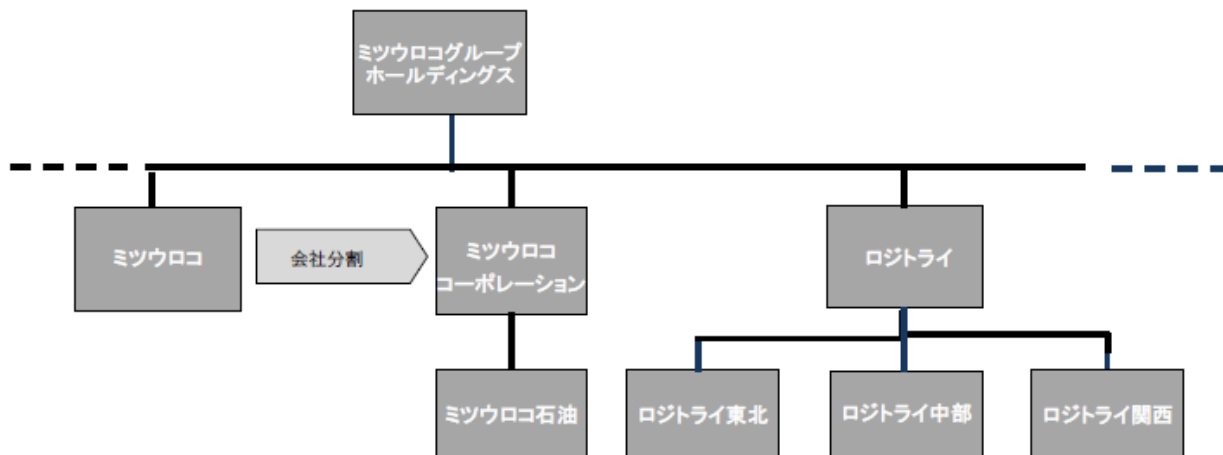 ミツウロコグループ
ホールディングス
ミツウロコ
会社分割
ミツウロコ
コーポレーション
ロジトライ
ミツウロコ石油
ロジトライ東北
ロジトライ中部
ロジトライ関西